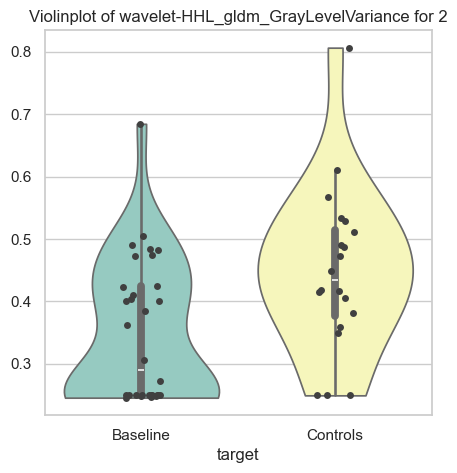 Violinplot of wavelet-HHL_gldm_GrayLevelVariance for 2
0.8
0.7
0.6
0.5
0.4
0.3
Baseline Controls
target